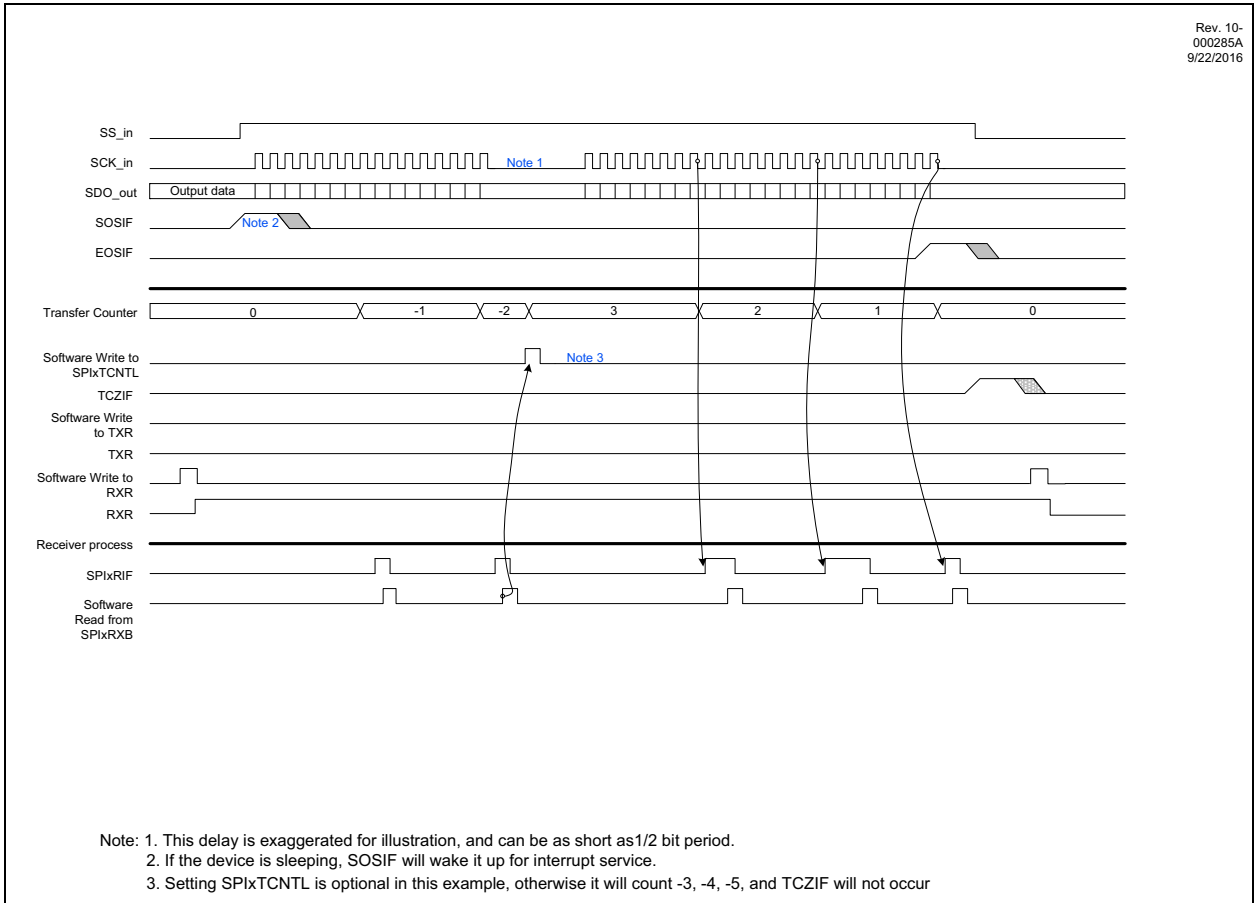 Rev. 10-
000285A
9/22/2016
SS_in
SCK_in
Note 1
SDO_out
Output data
SOSIF
Note 2
EOSIF
Transfer Counter
0
-1
-2
3
2
1
0
Software Write to
SPIxTCNTL
Note 3
TCZIF
Software Write
to TXR
TXR
Software Write to
RXR
RXR
Receiver process
SPIxRIF
Software
Read from
SPIxRXB
Note: 1. This delay is exaggerated for illustration, and can be as short as1/2 bit period.
2. If the device is sleeping, SOSIF will wake it up for interrupt service.
3. Setting SPIxTCNTL is optional in this example, otherwise it will count -3, -4, -5, and TCZIF will not occur